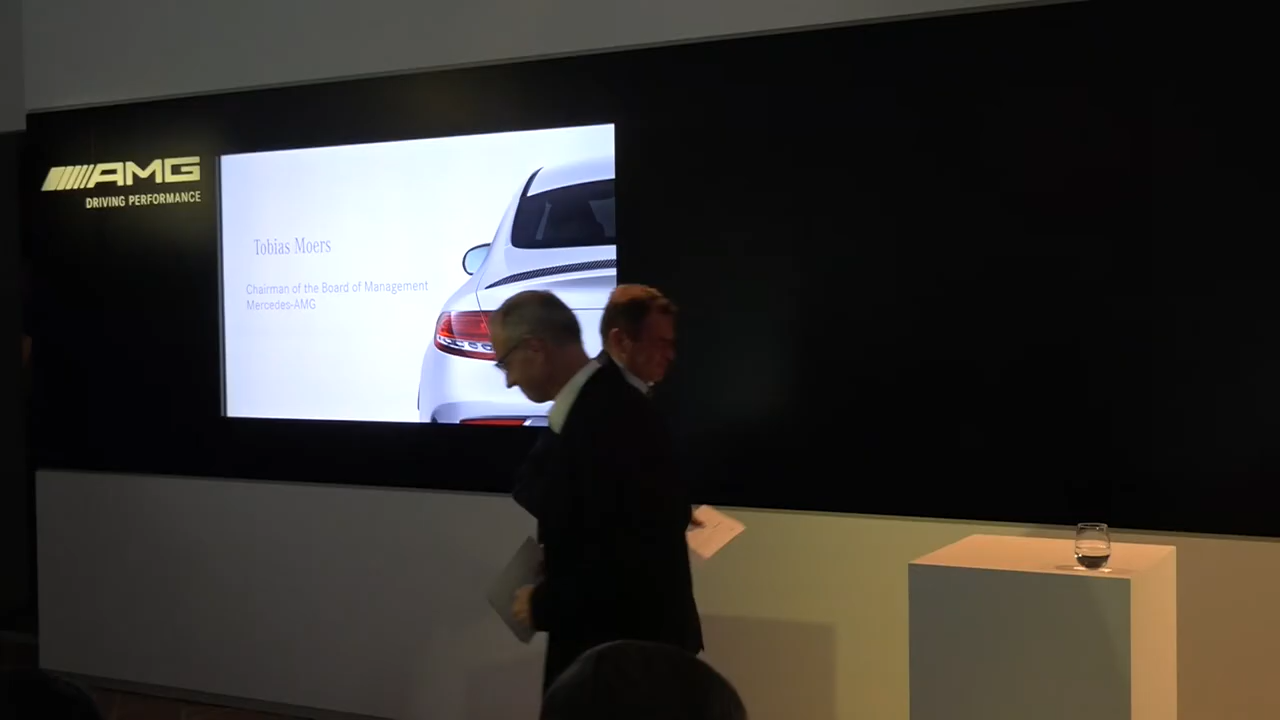 AMG
DRIVING PERFORMANCE
Tobias Moers
Chairman of the Board of Management
Mercedes-AMG